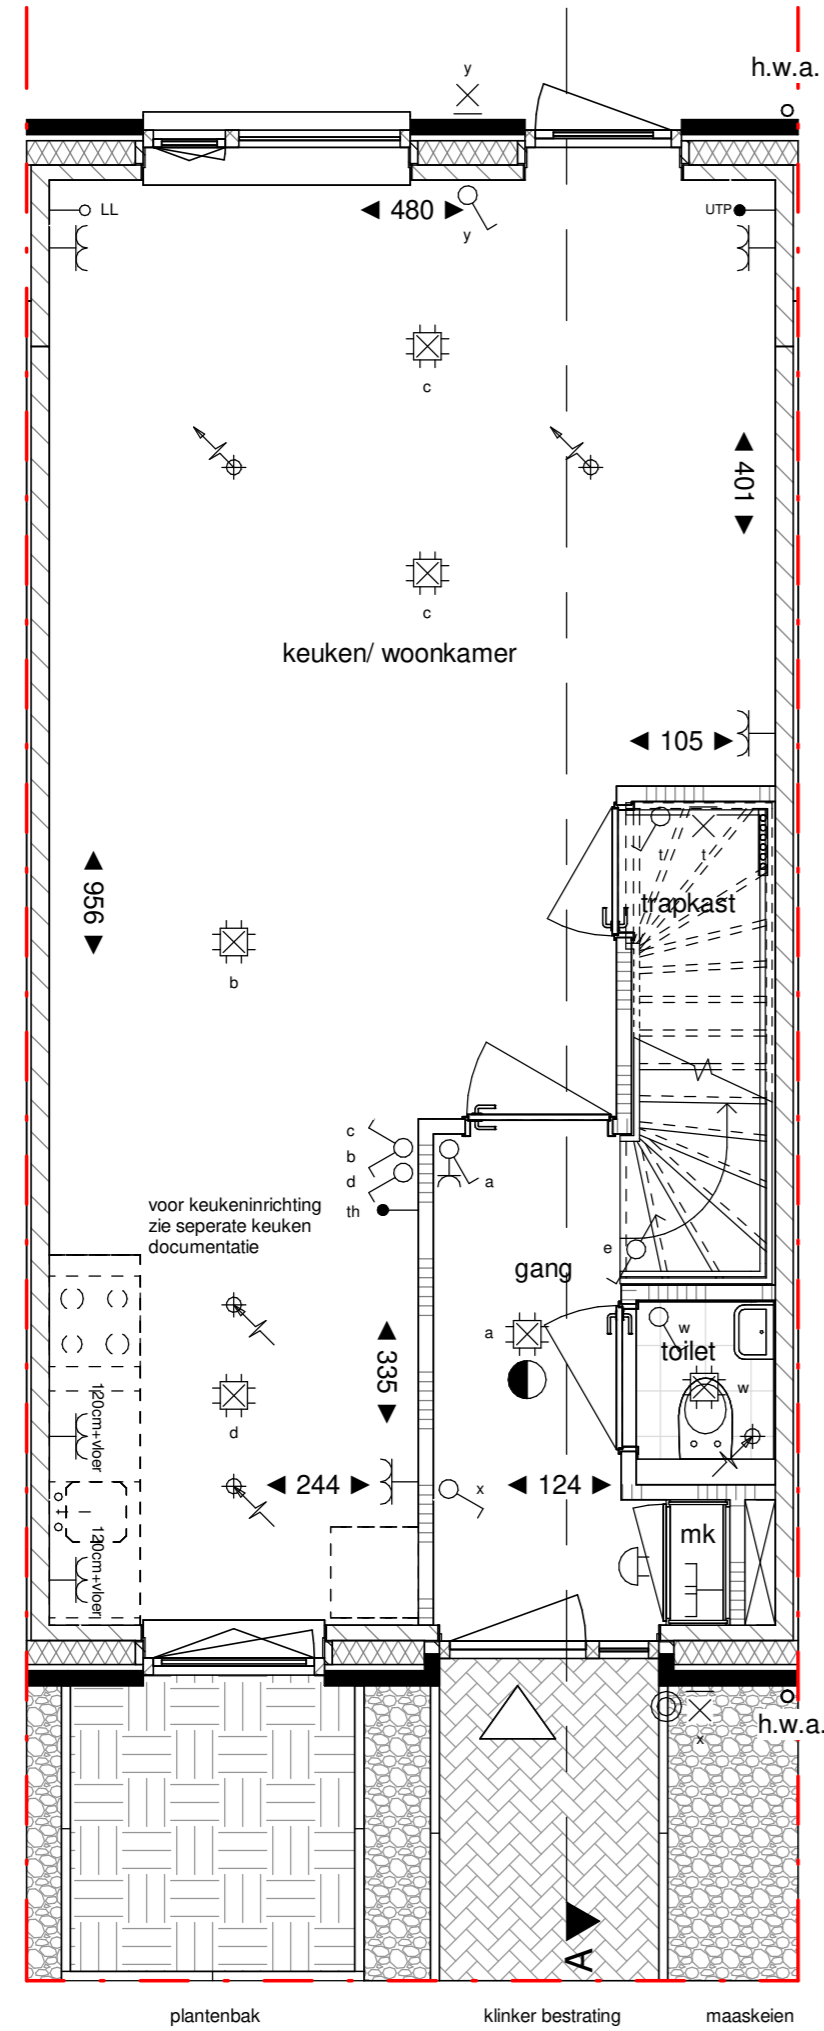 h.w.a.
y
LL
480
y
UTP
c
401
c
keuken/ woonkamer
105
t
t
trapkast
956
b
c
b
d
th
a
voor keukeninrichting
zie seperate keuken
documentatie
e
gang
a
w
toilet
w
335
120cm+vloer
d
244
x
124
120cm+vloer
mk
h.w.a.
x
A
plantenbak
klinker bestrating
maaskeien